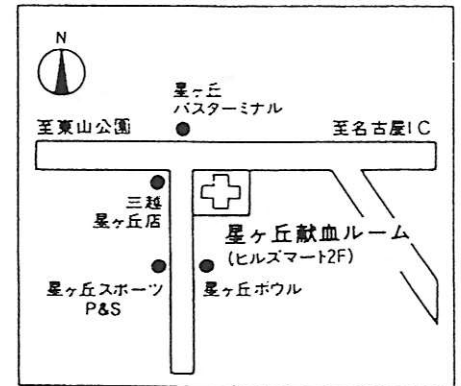 N
星ヶ丘
バスターミナル
至東山公園
至名古屋IC
三越
星ヶ丘店
星ヶ丘献血ルーム
(ヒルズマート2F)
星ヶ丘スポーツ
P&S
星ヶ丘ボウル